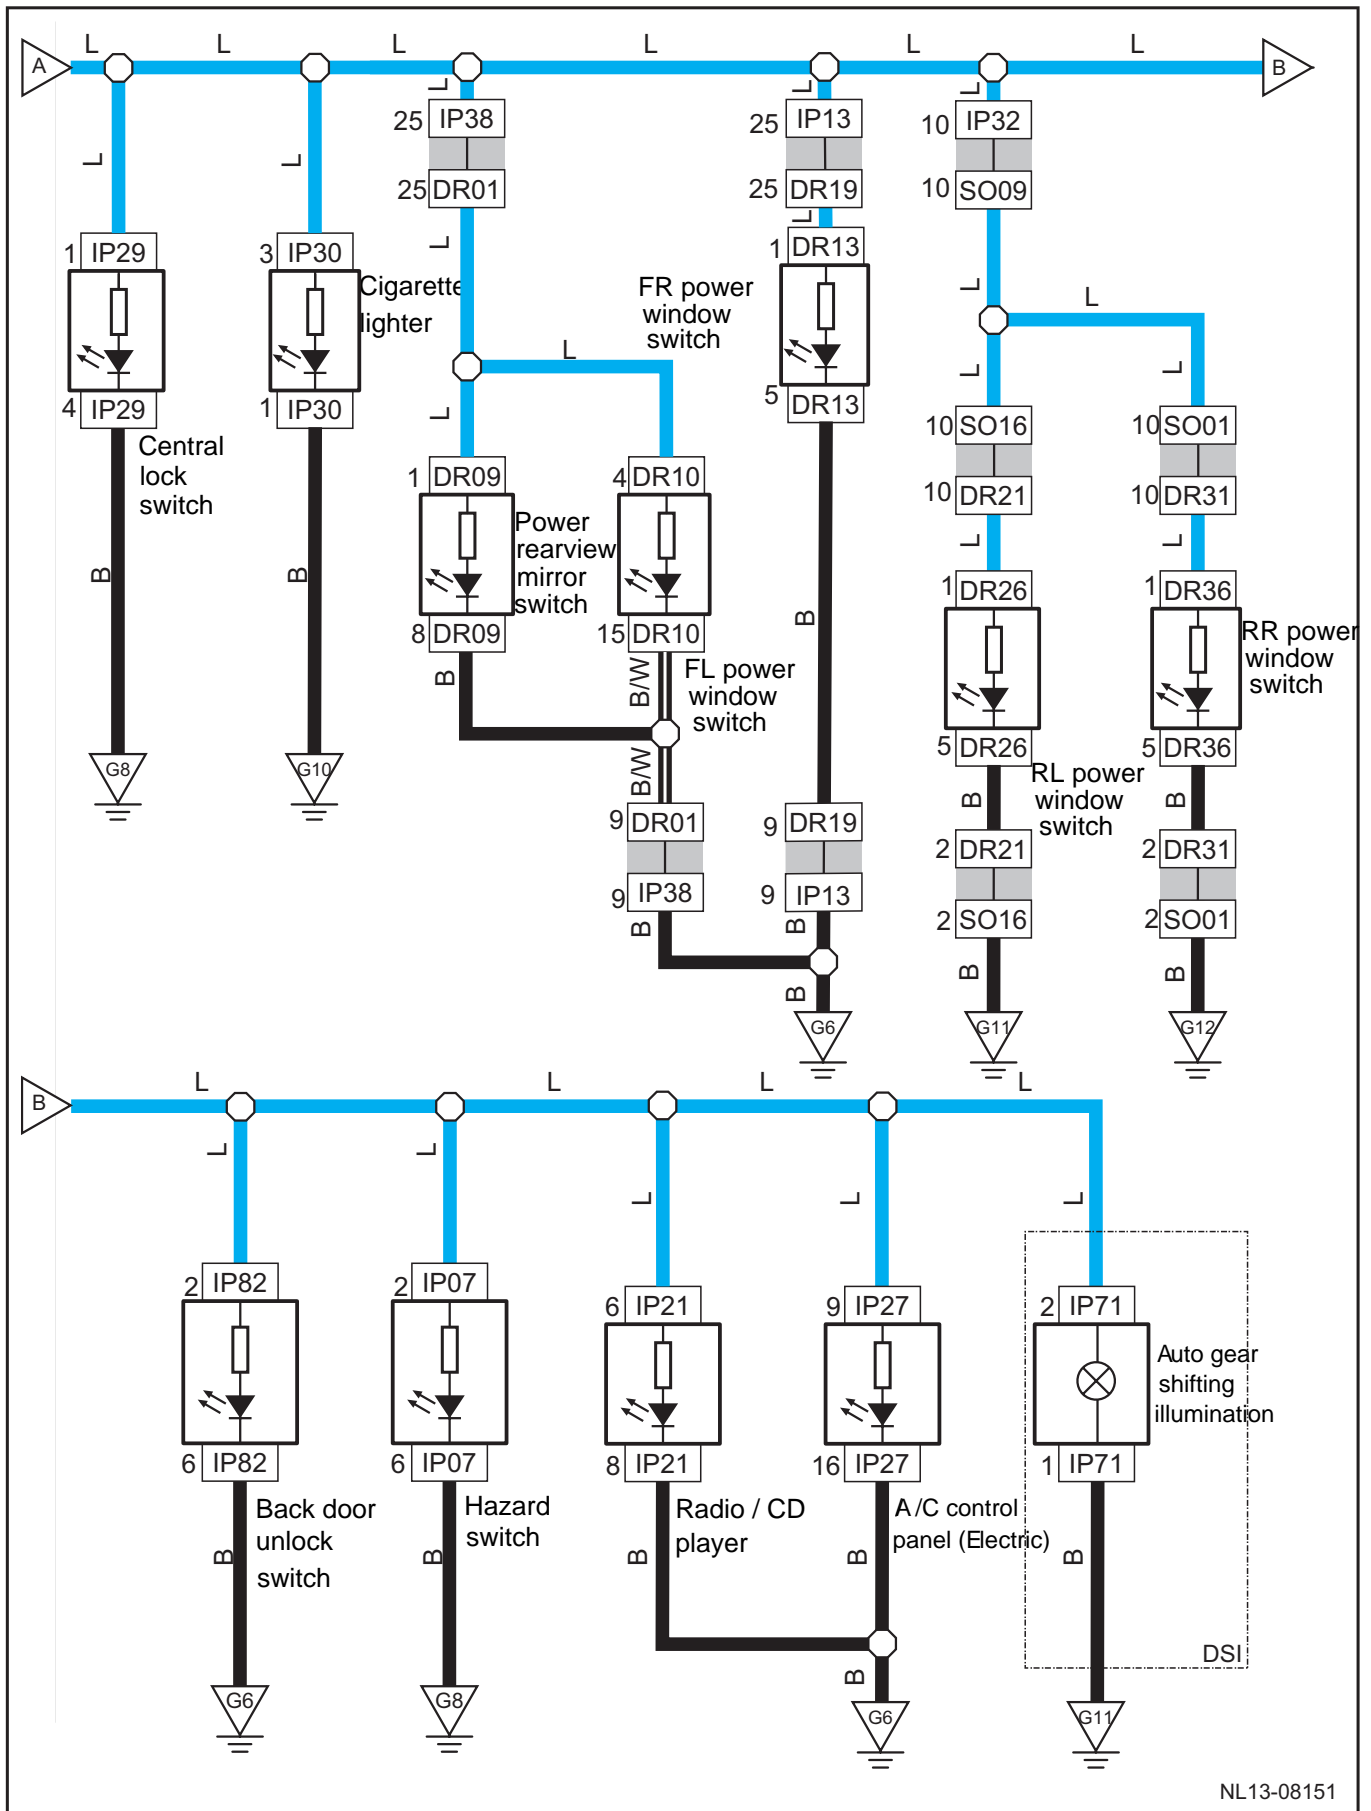 A L L L L L L B
L L
25 IP38 25 IP13 10 IP32
L L
25 DR01 25 DR19 10 SO09
L
1 IP29 3 IP30 L 1 DR13
Cigarette
lighter
FR power
window
switch
L L
L
4 IP29 1 IP30 5 DR13
L L L
Central
lock
switch
10 SO16 10 SO01
1 DR09 4 DR10
10 DR21 10 DR31
Power
rearview
mirror
switch
L L
B B
1 DR26 1 DR36
8 DR09 15 DR10
B
RR power
window
switch
B B/W
FL power
window
switch
5 DR26 5 DR36
G8 G10
B/W
RL power
window
switch
B B
9 DR01 9 DR19
2 DR21 2 DR31
9 IP38 9 IP13
2 SO16 2 SO01
B B
B B B
G6 G11 G12
B L L L L
L L
L L L
2 IP82 2 IP07 6 IP21 9 IP27 2 IP71
Auto gear
shifting
illumination
6 IP82 6 IP07 8 IP21 16 IP27 1 IP71
Back door
unlock
switch
Hazard
switch
Radio / CD
player
A/C control
panel (Electric)
B B B B B
DSI
B
G6 G8 G6 G11
NL13-08151